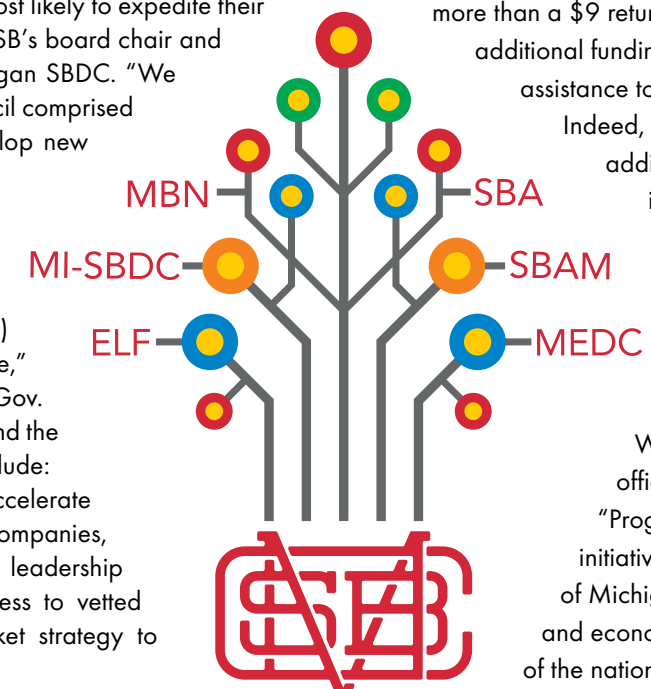 ost likely to expedite their
SB’s board chair and
gan SBDC. “We
cil comprised
lop new
)
e,”
Gov.
nd the
lude:
ccelerate
ompanies,
leadership
ess to vetted
ket strategy to
MBN
MI-SBDC
ELF
SBA
SBAM
MEDC
more than a $9 retur
additional fundin
assistance to
Indeed,
addi
i
W
offic
“Prog
initiativ
of Michig
and econo
of the nation